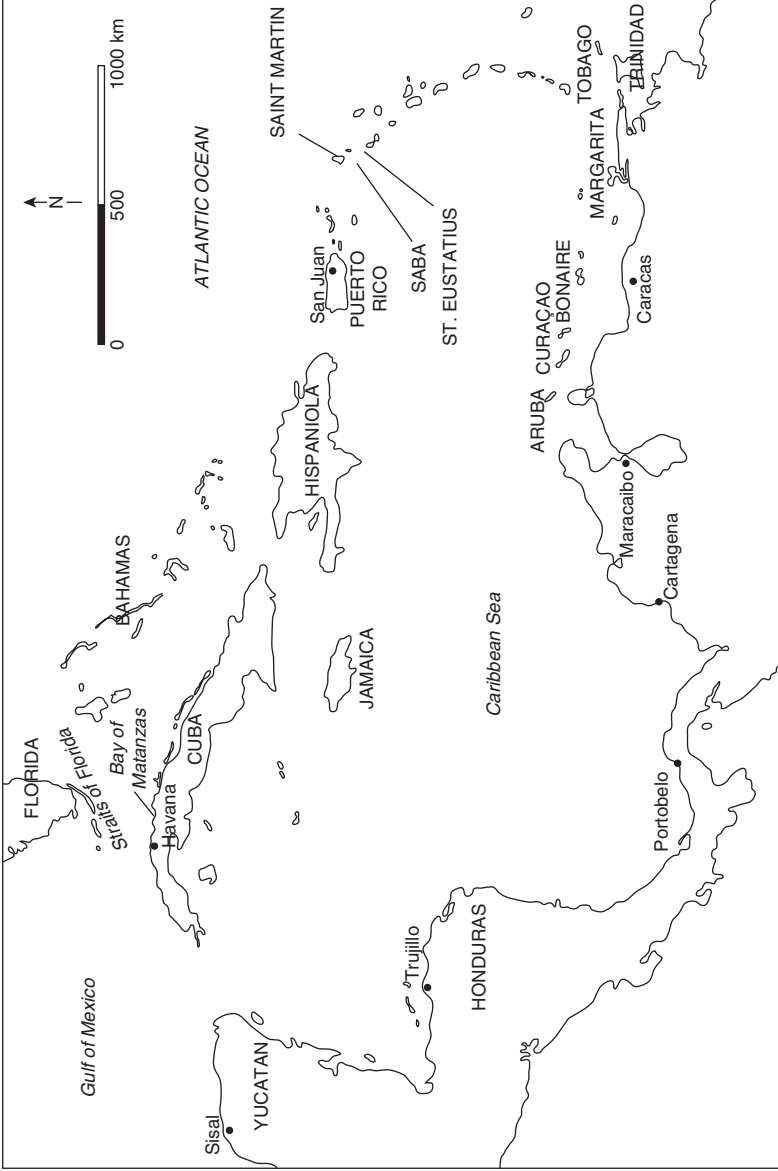 Gulf of Mexico
FLORIDA
Straits of Florida
Bay of
Matanzas
BAHAMAS
ATLANTIC OCEAN
N
0
500
1000 km
Sisal
YUCATAN
Havana
CUBA
HISPANIOLA
San Juan
PUERTO
RICO
SAINT MARTIN
SABA
ST. EUSTATIUS
JAMAICA
Trujillo
HONDURAS
Caribbean Sea
ARUBA
CURAÇAO
BONAIRE
MARGARITA
TOBAGO
TRINIDAD
Maracaibo
Caracas
Cartagena
Portobelo